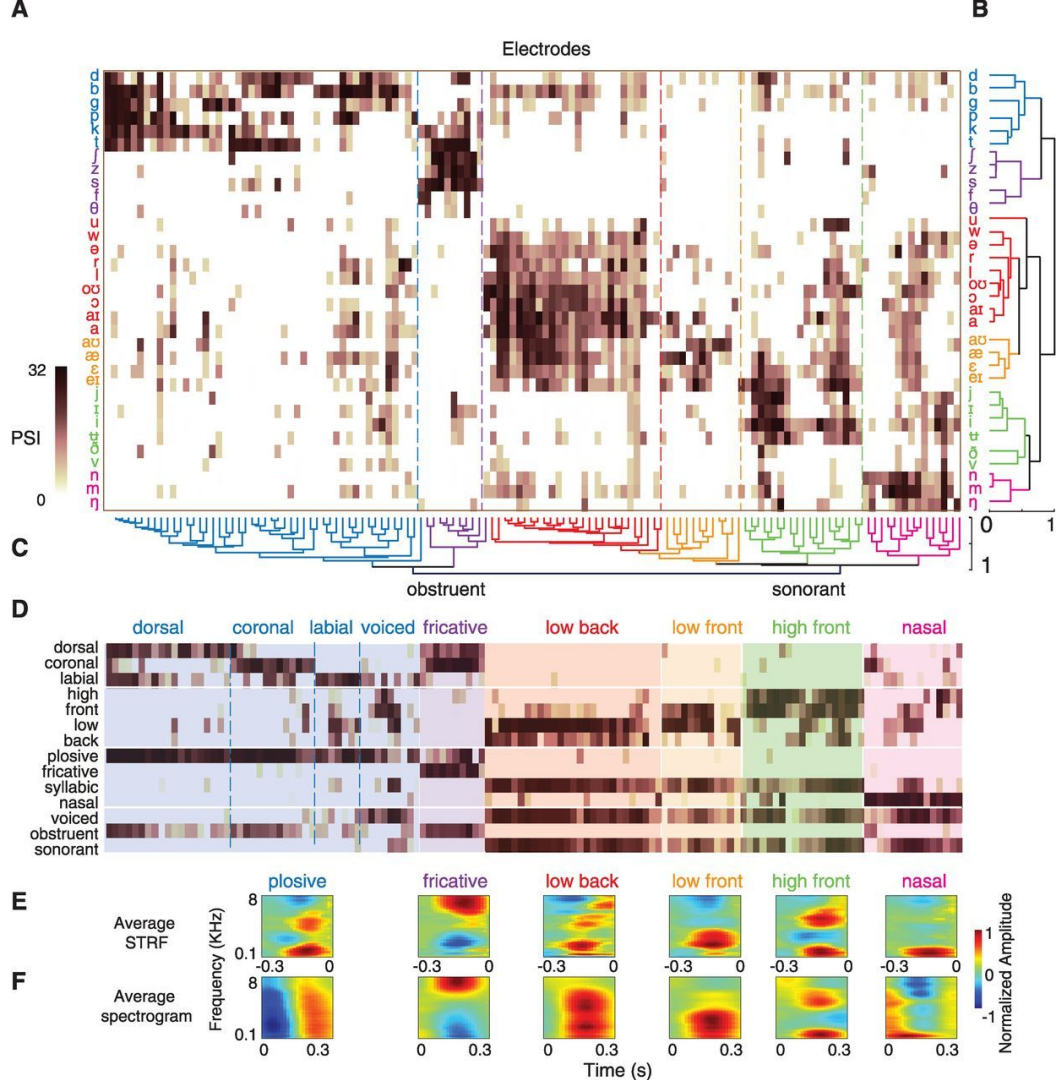 A
B
Electrodes
d
b
g
p
k
t
ʃ
z
s
f
θ
u
w
ə
r
l
oʊ
ɔ
aɪ
a
aʊ
æ
ɛ
eɪ
j
ɪ
i
ʉ
ð
v
n
m
ŋ
d
b
g
p
k
t
ʃ
z
s
f
θ
u
w
ə
r
l
oʊ
ɔ
aɪ
a
aʊ
æ
ɛ
eɪ
j
ɪ
i
ʉ
ð
v
n
m
ŋ
32
PSI
0
0 1
0
1
C
obstruent sonorant
D
dorsal coronal labial voiced fricative low back low front high front nasal
dorsal
coronal
labial
high
front
low
back
plosive
fricative
syllabic
nasal
voiced
obstruent
sonorant
plosive fricative low back low front high front nasal
E
Average
STRF
Frequency (KHz)
8
0.1
-0.3 0 -0.3 0 -0.3 0 -0.3 0 -0.3 0 -0.3 0
F
Average
spectrogram
8
0.1
0 0.3 0 0.3 0 0.3 0 0.3 0 0.3 0 0.3
Time (s)
1
0
-1
Normalized Amplitude